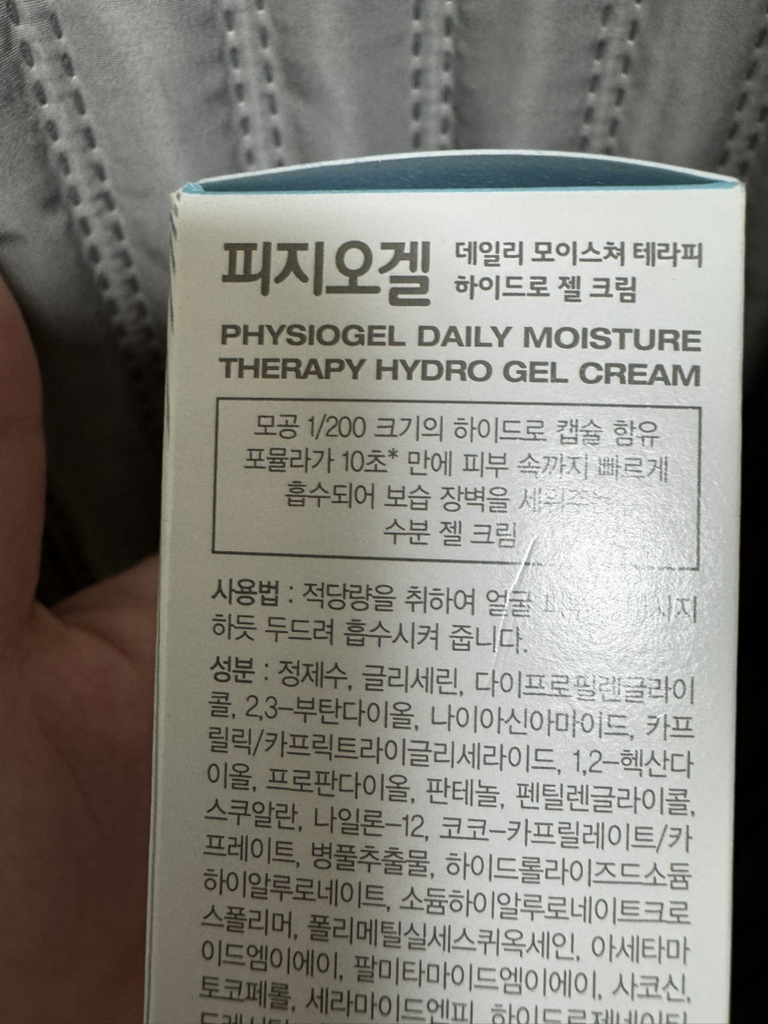 피지오겔
데일리 모이스쳐 테라피
하이드로 젤 크림
PHYSIOGEL DAILY MOISTURE
THERAPY HYDRO GEL CREAM
모공 1/200 크기의 하이드로 캡슐 함유
포뮬라가 10초* 만에 피부 속까지 빠르게
흡수되어 보습 장벽을
수분 젤 크림
사용법 : 적당량을 취하여 얼굴
하듯 두드려 흡수시켜 줍니다.
성분 : 정제수, 글리세린, 다이프로필렌글라이
콜, 2,3-부탄다이올, 나이아신아마이드, 카프
릴릭/카프릭트라이글리세라이드, 1,2-헥산다
이올, 프로판다이올, 판테놀, 펜틸렌글라이콜,
스쿠알란, 나일론-12, 코코-카프릴레이트/카
프레이트, 병풀추출물, 하이드롤라이즈드소듐
하이알루로네이트, 소듐하이알루로네이트크로
스폴리머, 폴리메틸실세스퀴옥세인, 아세타마
이드엠이에이, 팔미타마이드엠이에이, 사코신,
토코페롤, 세라마이드엔피, 하이드로제네이티